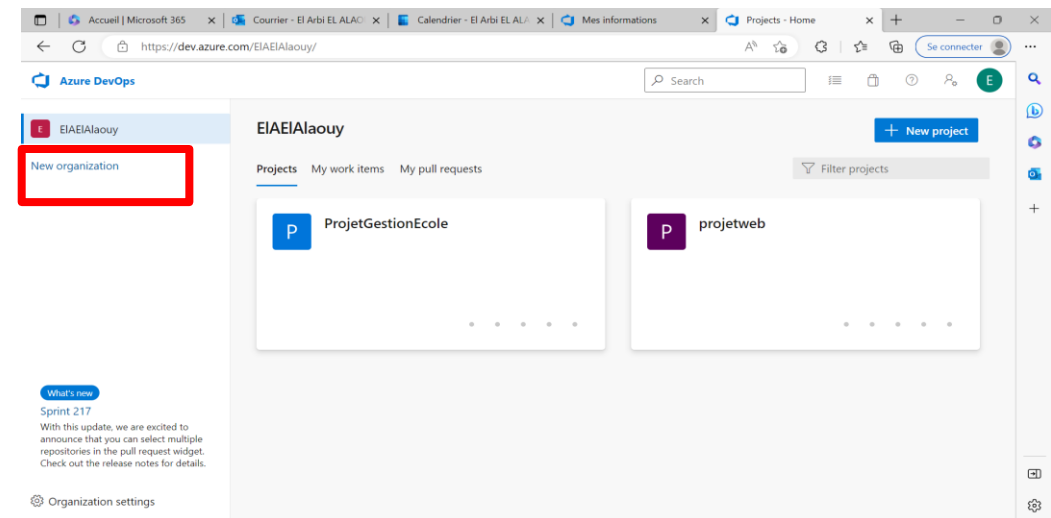 Accueil | Microsoft 365
Courrier - El Arbi EL ALAO
Calendrier - El Arbi EL ALA
Mes informations
Projects - Home
https://dev.azure.com/ElAElAlaouy/
Se connecter
Azure DevOps
Search
E
E ElAElAlaouy
New organization
What's new
Sprint 217
With this update, we are excited to
announce that you can select multiple
repositories in the pull request widget.
Check out the release notes for details.
Organization settings
ElAElAlaouy
New project
Projects My work items My pull requests
Filter projects
P ProjetGestionEcole
P projetweb